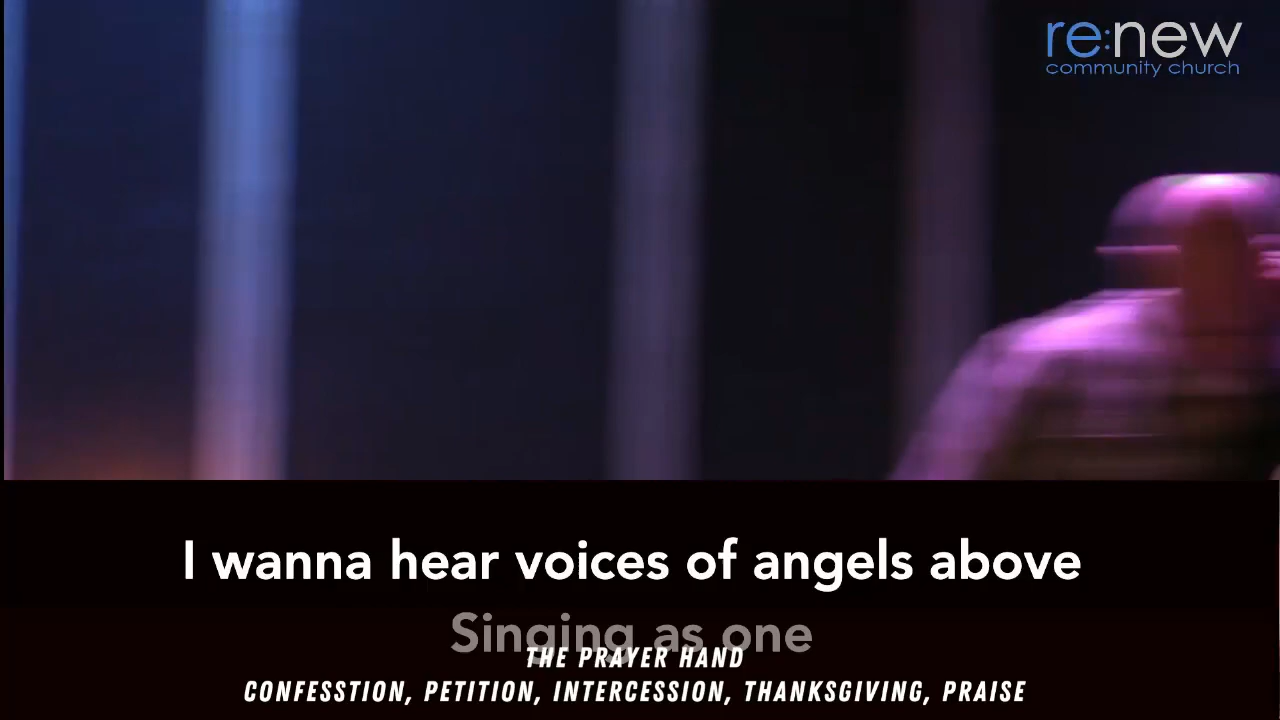 re:new
community church
I wanna hear voices of angels above
Singing as one
THE PRAYER HAND
CONFESSTION, PETITION, INTERCESSION, THANKSGIVING, PRAISE